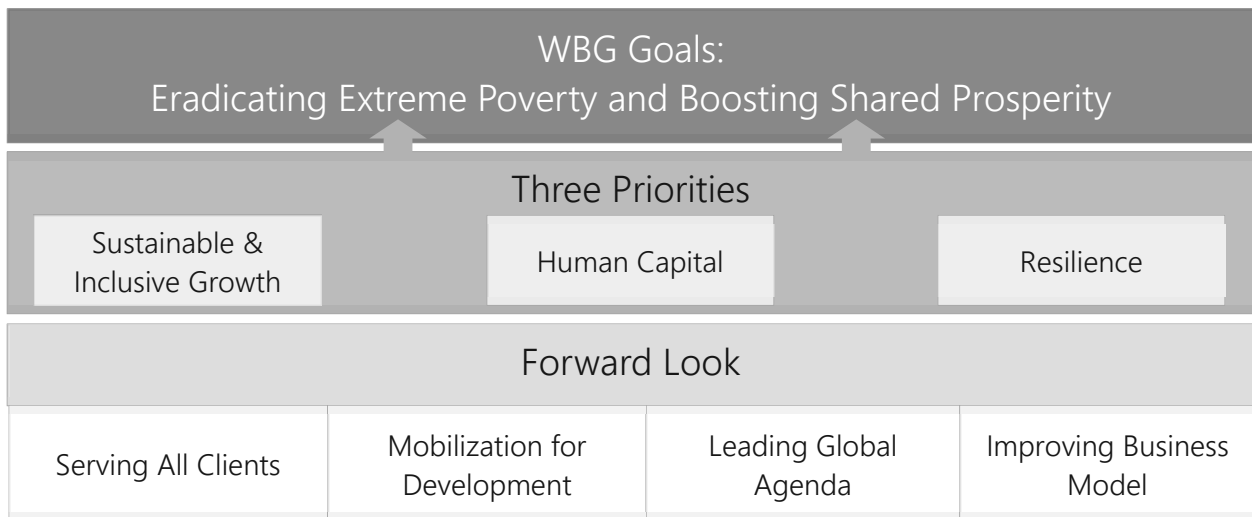 WBG Goals:
Eradicating Extreme Poverty and Boosting Shared Prosperity
Three Priorities
Sustainable &
Inclusive Growth
Human Capital
Resilience
Forward Look
Serving All Clients
Mobilization for
Development
Leading Global
Agenda
Improving Business
Model